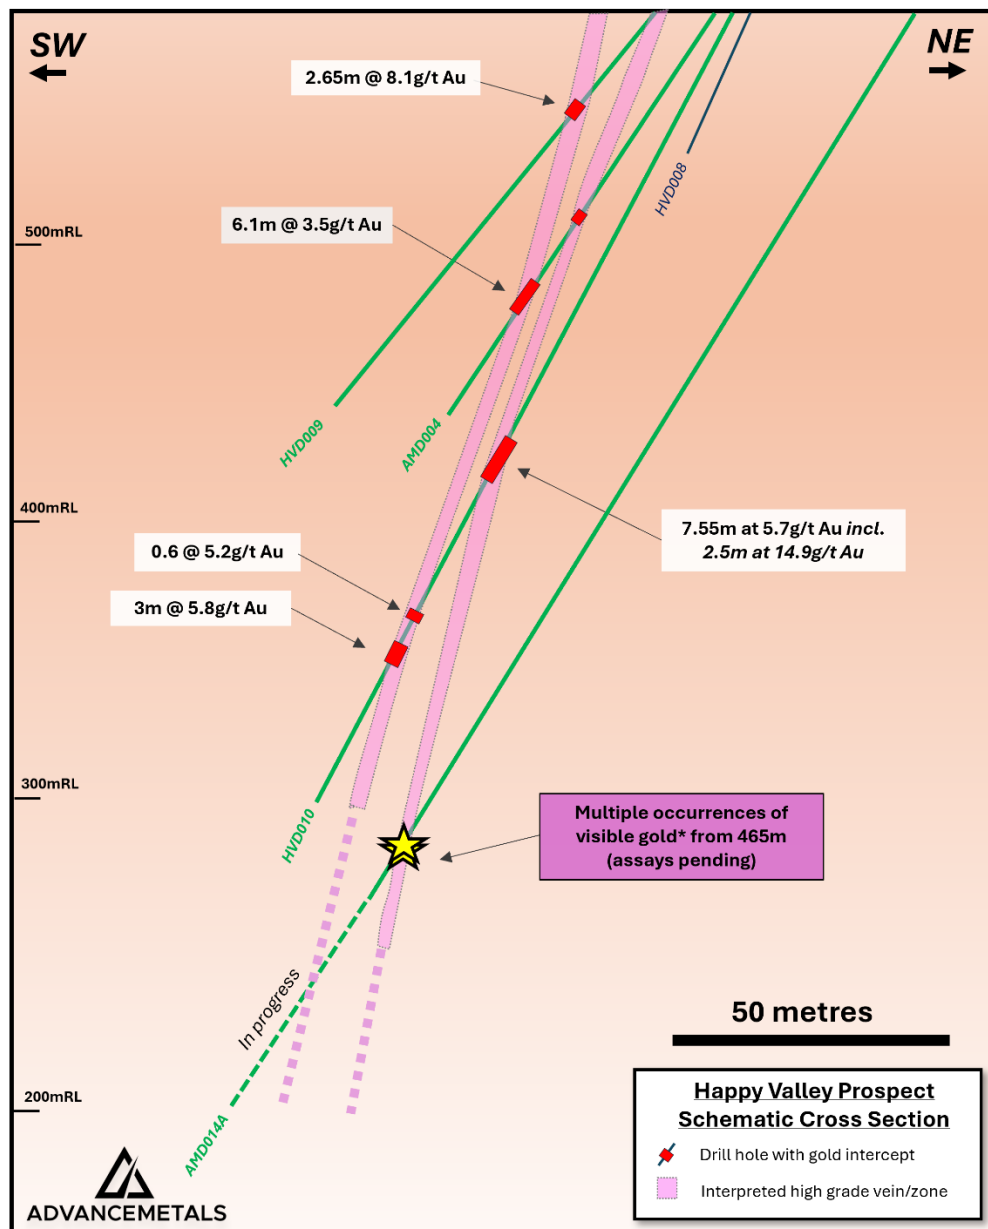 SW
NE
2.65m @ 8.1g/t Au
HVD008
6.1m @ 3.5g/t Au
500mRL
HVD009
AMD004
400mRL
7.55m at 5.7g/t Au incl.
2.5m at 14.9g/t Au
0.6 @ 5.2g/t Au
3m @ 5.8g/t Au
300mRL
HVD010
Multiple occurrences of
visible gold* from 465m
(assays pending)
In progress
50 metres
200mRL
AMD014A
Happy Valley Prospect
Schematic Cross Section
Drill hole with gold intercept
Interpreted high grade vein/zone
ADVANCEMETALS